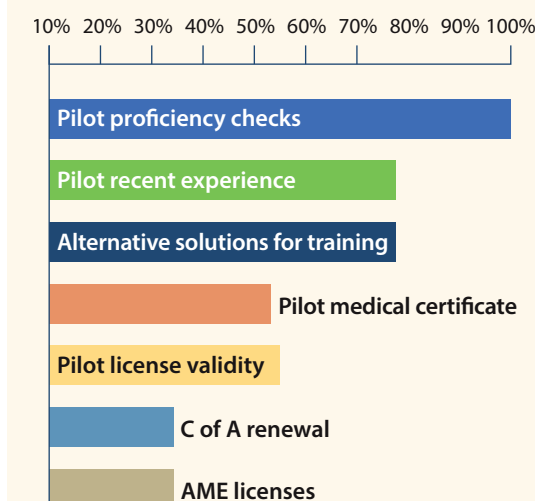 10% 20% 30% 40% 50% 60% 70% 80% 90% 100%
Pilot proficiency checks
Pilot recent experience
Alternative solutions for training
Pilot medical certificate
Pilot license validity
C of A renewal
AME licenses